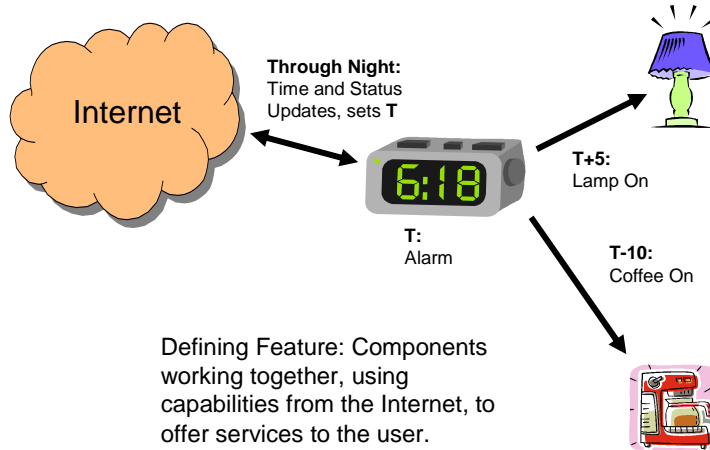 Internet
Through Night:
Time and Status
Updates, sets T
6:18
T:
Alarm
T+5:
Lamp On
T-10:
Coffee On
Defining Feature: Components
working together, using
capabilities from the Internet, to
offer services to the user.